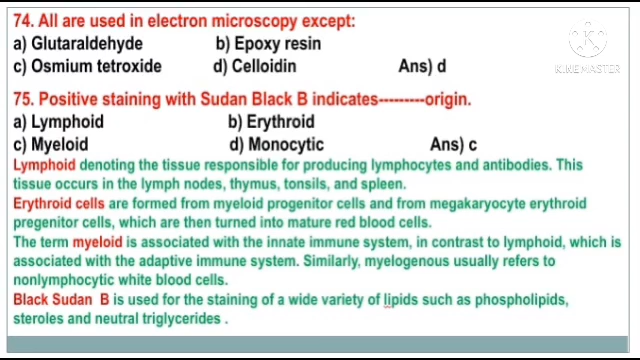 74. All are used in electron microscopy except:
a) Glutaraldehyde b) Epoxy resin
c) Osmium tetroxide d) Celloidin Ans) d
KINEMASTER
75. Positive staining with Sudan Black B indicates---------origin.
a) Lymphoid b) Erythroid
c) Myeloid d) Monocytic Ans) c
Lymphoid denoting the tissue responsible for producing lymphocytes and antibodies. This
tissue occurs in the lymph nodes, thymus, tonsils, and spleen.
Erythroid cells are formed from myeloid progenitor cells and from megakaryocyte erythroid
pregenitor cells, which are then turned into mature red blood cells.
The term myeloid is associated with the innate immune system, in contrast to lymphoid, which is
associated with the adaptive immune system. Similarly, myelogenous usually refers to
nonlymphocytic white blood cells.
Black Sudan B is used for the staining of a wide variety of lipids such as phospholipids,
steroles and neutral triglycerides .